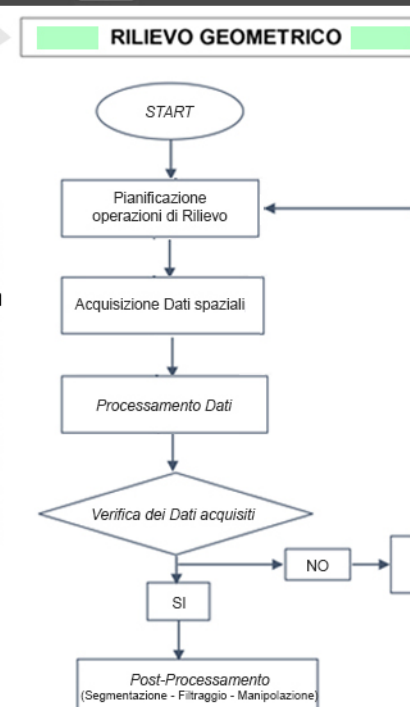 RILIEVO GEOMETRICO
START
Pianificazione
operazioni di Rilievo
Acquisizione Dati spaziali
Processamento Dati
Verifica dei Dati acquisiti
NO
SI
Post-Processamento
(Segmentazione - Filtraggio - Manipolazione)